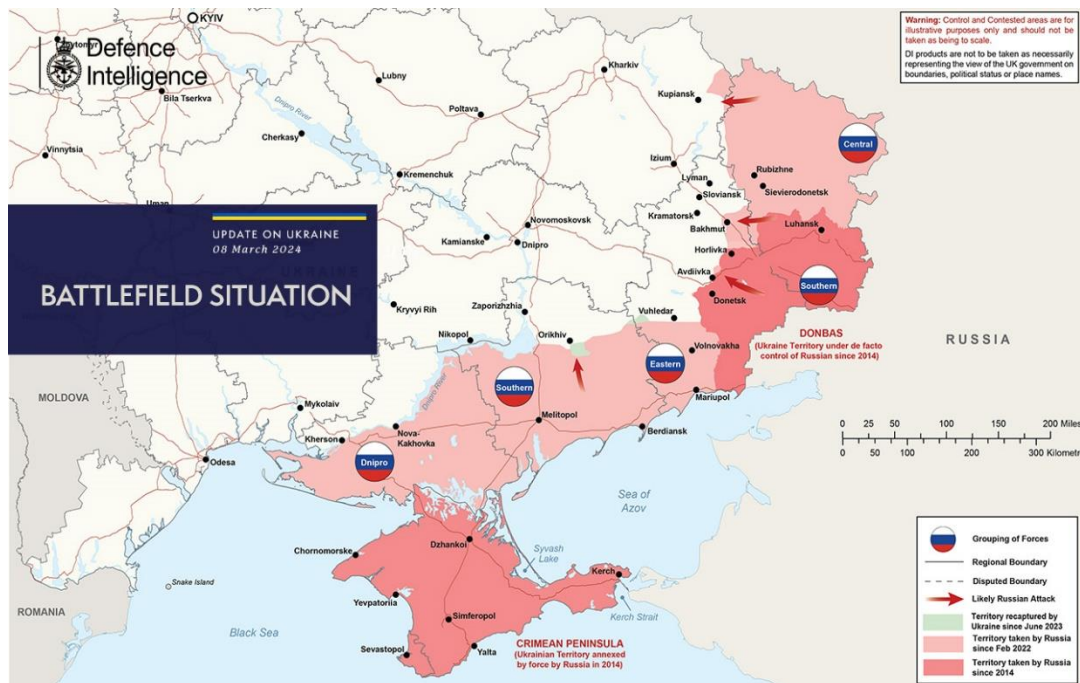 KYIV
Zhytomyr
Defence
Intelligence
Bila Tserkva
Lubny
Kharkiv
Warning: Control and Contested areas are for
illustrative purposes only and should not be
taken as being to scale.
DI products are not to be taken as necessarily
representing the view of the UK government on
boundaries, political status or place names.
Dnipro River
Poltava
Kupiansk
Cherkasy
Central
Vinnytsia
Izium
Kremenchuk
Lyman
Rubizhne
Sloviansk
Sievierodonetsk
Uman
UPDATE ON UKRAINE
08 March 2024
UKRAINE
BATTLEFIELD SITUATION
Novomoskovsk
Kramatorsk
Bakhmut
Luhansk
Kamianske
Dnipro
Horlivka
Avdiivka
Southern
Donetsk
Kryvyi Rih
Zaporizhzhia
Vuhledar
DONBAS
(Ukraine Territory under de facto
control of Russian since 2014)
RUSSIA
Nikopol
Orikhiv
Eastern
Volnovakha
Dnipro River
Southern
MOLDOVA
Mykolaiv
Mariupol
Melitopol
Kherson
Nova-
Kakhovka
Berdiansk
0 50 100 150 200 Miles
0 50 100 200 300 Kilometres
Odesa
Dnipro
Sea of
Azov
Dzhankoi
Chornomorske
Syvash
Lake
Kerch
Snake Island
Yevpatoriia
Kerch Strait
ROMANIA
Simferopol
Black Sea
Sevastopol
Yalta
CRIMEAN PENINSULA
(Ukrainian Territory annexed
by force by Russia in 2014)
LEGEND
Grouping of Forces
Regional Boundary
Disputed Boundary
Likely Russian Attack
Territory recaptured by
Ukraine since June 2023
Territory taken by Russia
since Feb 2022
Territory taken by Russia
since 2014